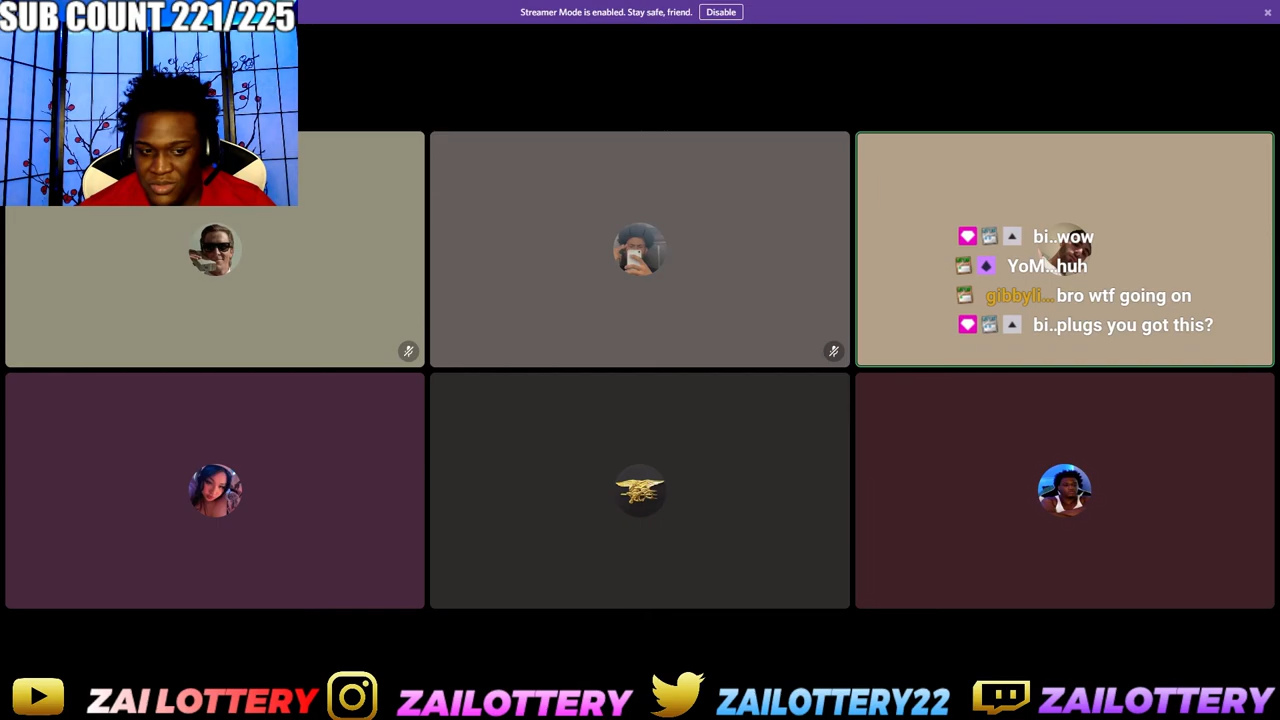 SUB COUNT 221/225
Streamer Mode is enabled. Stay safe, friend. Disable
bi..wow
YoM..huh
gibbyli...bro wtf going on
bi..plugs you got this?
ZAI LOTTERY ZAILOTTERY ZAILOTTERY22 ZAILOTTERY